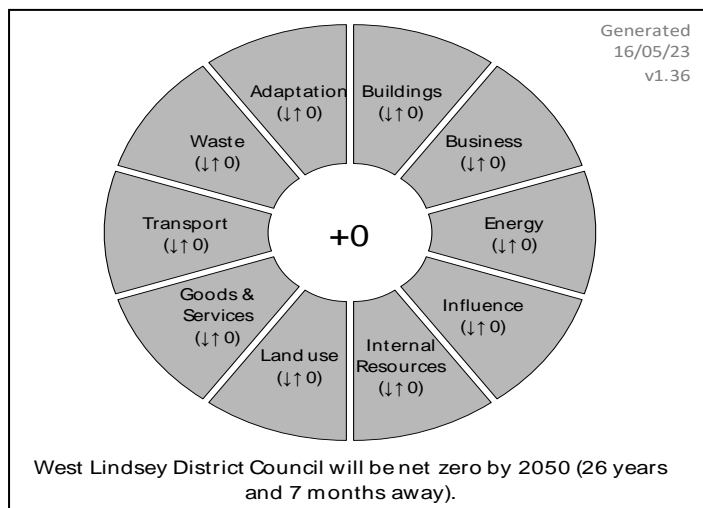 Generated
16/05/23
v1.36
Adaptation
(↓↑ 0)
Buildings
(↓↑ 0)
Waste
(↓↑ 0)
Business
(↓↑ 0)
Transport
(↓↑ 0)
+0
Energy
(↓↑ 0)
Goods &
Services
(↓↑ 0)
Influence
(↓↑ 0)
Land use
(↓↑ 0)
Internal
Resources
(↓↑ 0)
West Lindsey District Council will be net zero by 2050 (26 years
and 7 months away).